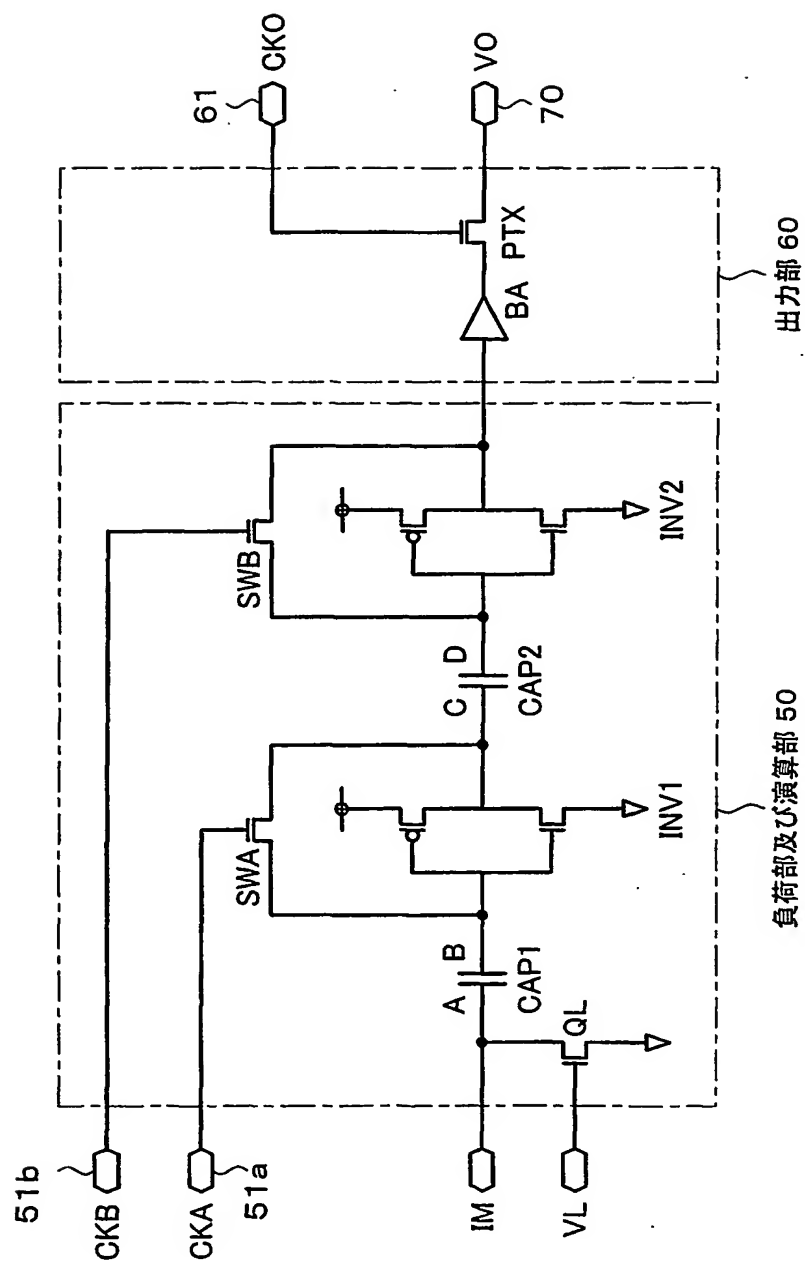 51b
CKB
CKA
51a
IM
VL
SWB
SWA
A
B
CAP1
QL
INV1
C
D
CAP2
INV2
負荷部及び演算部 50
BA
PTX
出力部 60
61
CKO
VO
70